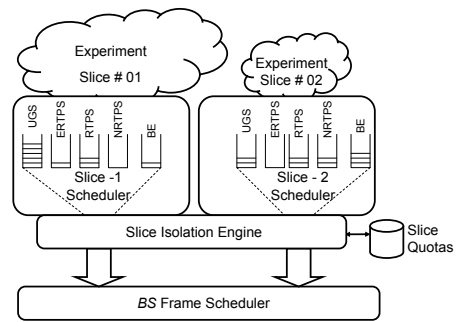 Experiment
Slice # 01
Experiment
Slice # 02
UGS
ERTPS
RTPS
NRTPS
BE
UGS
ERTPS
RTPS
NRTPS
BE
Slice -1
Scheduler
Slice - 2
Scheduler
Slice Isolation Engine
Slice
Quotas
BS Frame Scheduler